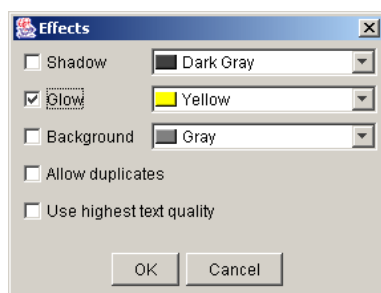 Effects
Shadow Dark Gray
Glow Yellow
Background Gray
Allow duplicates
Use highest text quality
OK Cancel